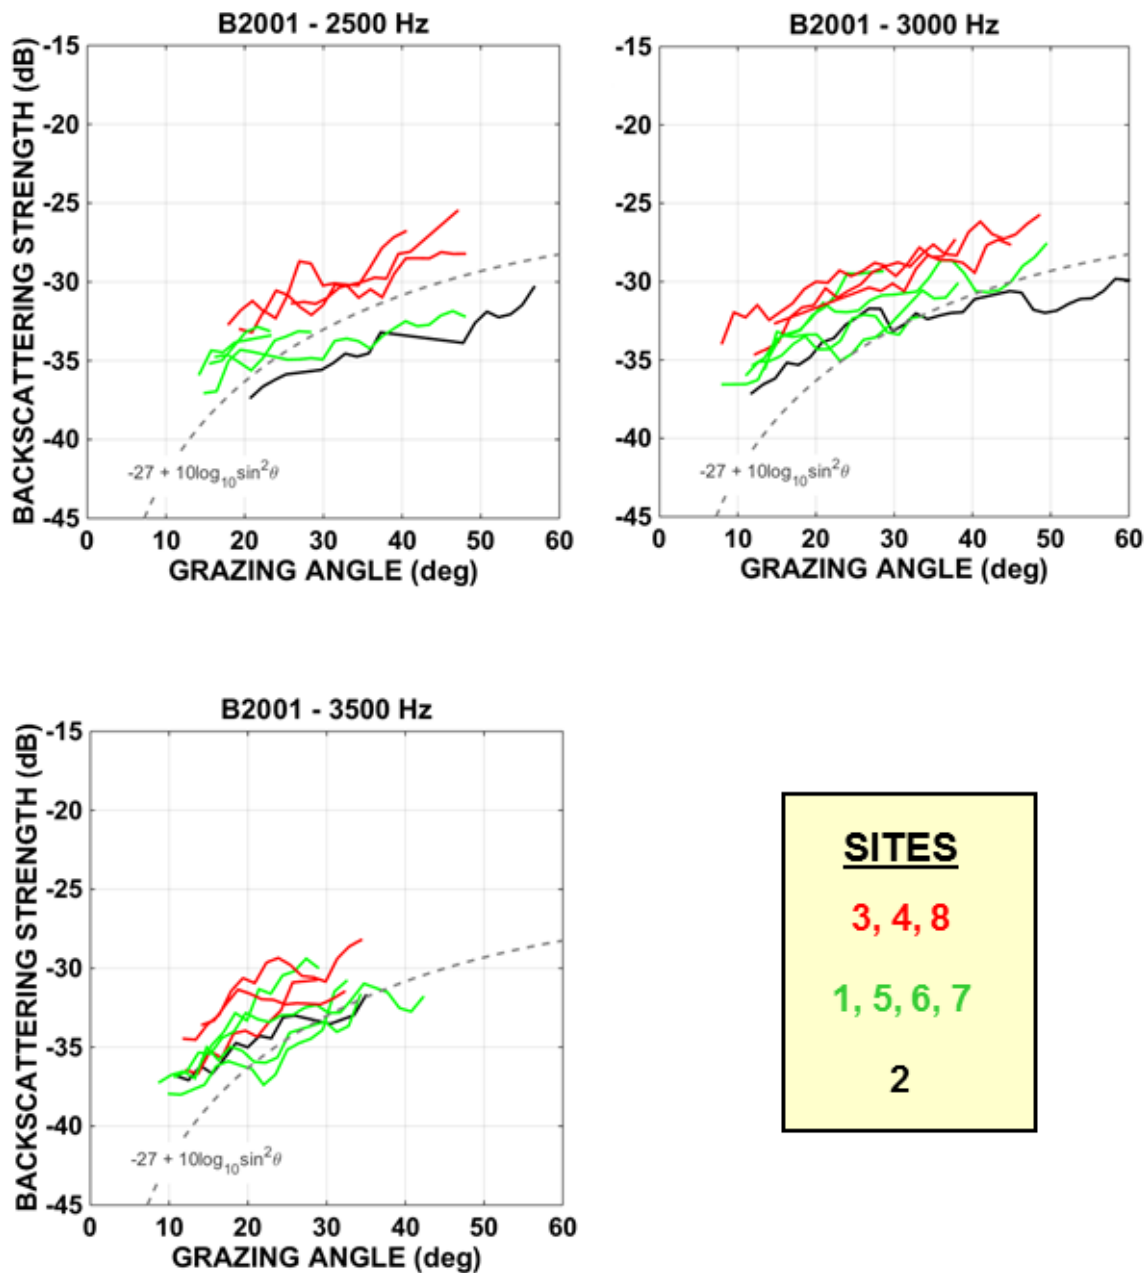 B2001 - 2500 Hz
BACKSCATTERING STRENGTH (dB)
-15
-20
-25
-30
-35
-40
-45
-27 + 10log10sin2θ
0 10 20 30 40 50 60
GRAZING ANGLE (deg)
B2001 - 3000 Hz
-15
-20
-25
-30
-35
-40
-45
-27 + 10log10sin2θ
0 10 20 30 40 50 60
GRAZING ANGLE (deg)
B2001 - 3500 Hz
BACKSCATTERING STRENGTH (dB)
-15
-20
-25
-30
-35
-40
-45
-27 + 10log10sin2θ
0 10 20 30 40 50 60
GRAZING ANGLE (deg)
SITES
3, 4, 8
1, 5, 6, 7
2